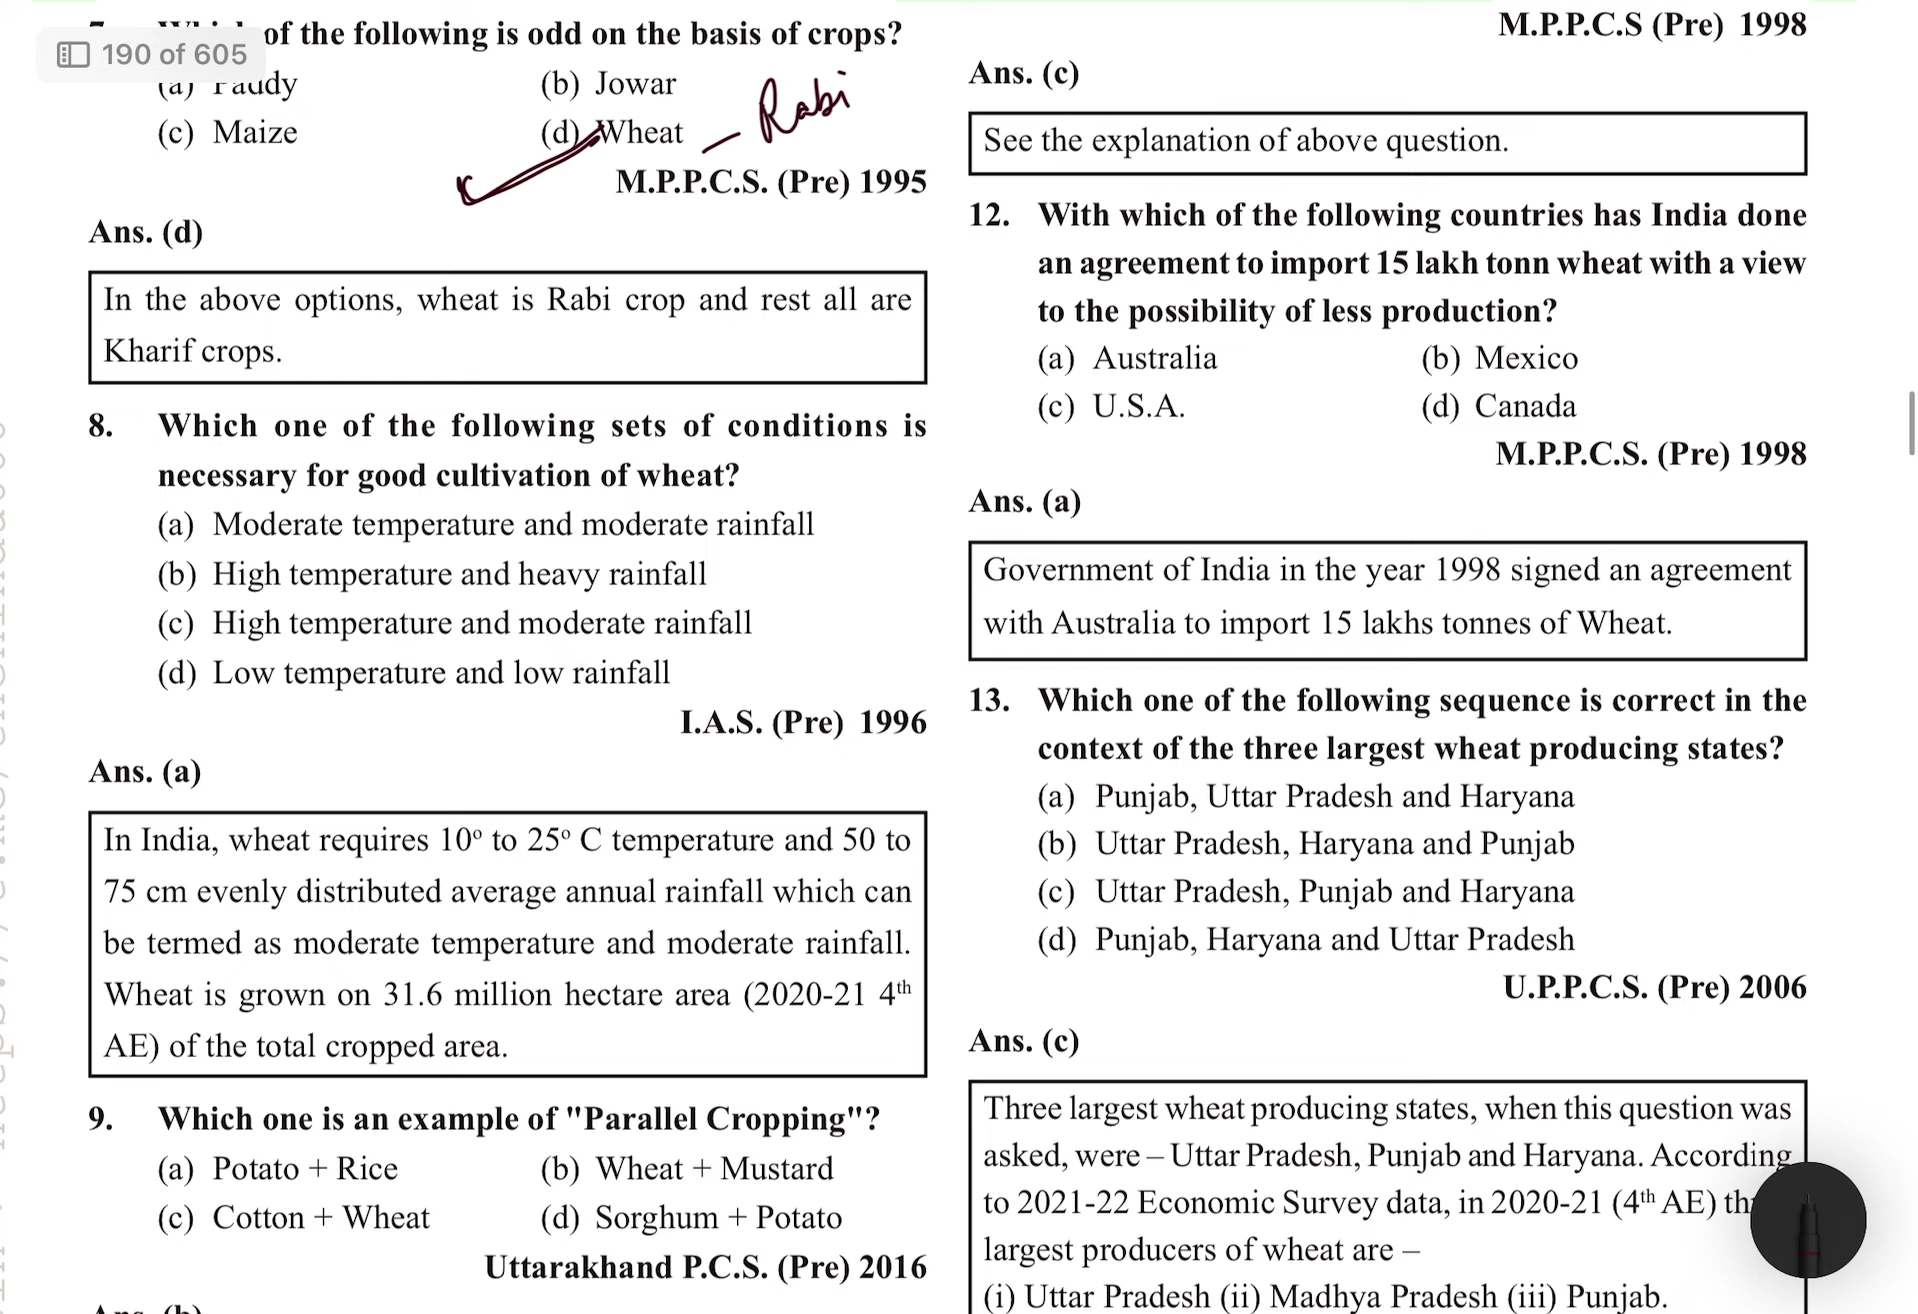 190 of 605
of the following is odd on the basis of crops?
(a) Paddy (b) Jowar
(c) Maize (d) Wheat – Rabi
M.P.P.C.S. (Pre) 1995
Ans. (d)
In the above options, wheat is Rabi crop and rest all are
Kharif crops.
8. Which one of the following sets of conditions is
necessary for good cultivation of wheat?
(a) Moderate temperature and moderate rainfall
(b) High temperature and heavy rainfall
(c) High temperature and moderate rainfall
(d) Low temperature and low rainfall
I.A.S. (Pre) 1996
Ans. (a)
In India, wheat requires 10º to 25º C temperature and 50 to
75 cm evenly distributed average annual rainfall which can
be termed as moderate temperature and moderate rainfall.
Wheat is grown on 31.6 million hectare area (2020-21 4th
AE) of the total cropped area.
9. Which one is an example of "Parallel Cropping"?
(a) Potato + Rice (b) Wheat + Mustard
(c) Cotton + Wheat (d) Sorghum + Potato
Uttarakhand P.C.S. (Pre) 2016
M.P.P.C.S (Pre) 1998
Ans. (c)
See the explanation of above question.
12. With which of the following countries has India done
an agreement to import 15 lakh tonn wheat with a view
to the possibility of less production?
(a) Australia (b) Mexico
(c) U.S.A. (d) Canada
M.P.P.C.S. (Pre) 1998
Ans. (a)
Government of India in the year 1998 signed an agreement
with Australia to import 15 lakhs tonnes of Wheat.
13. Which one of the following sequence is correct in the
context of the three largest wheat producing states?
(a) Punjab, Uttar Pradesh and Haryana
(b) Uttar Pradesh, Haryana and Punjab
(c) Uttar Pradesh, Punjab and Haryana
(d) Punjab, Haryana and Uttar Pradesh
U.P.P.C.S. (Pre) 2006
Ans. (c)
Three largest wheat producing states, when this question was
asked, were – Uttar Pradesh, Punjab and Haryana. According
to 2021-22 Economic Survey data, in 2020-21 (4th AE)
largest producers of wheat are –
(i) Uttar Pradesh (ii) Madhya Pradesh (iii) Punjab.